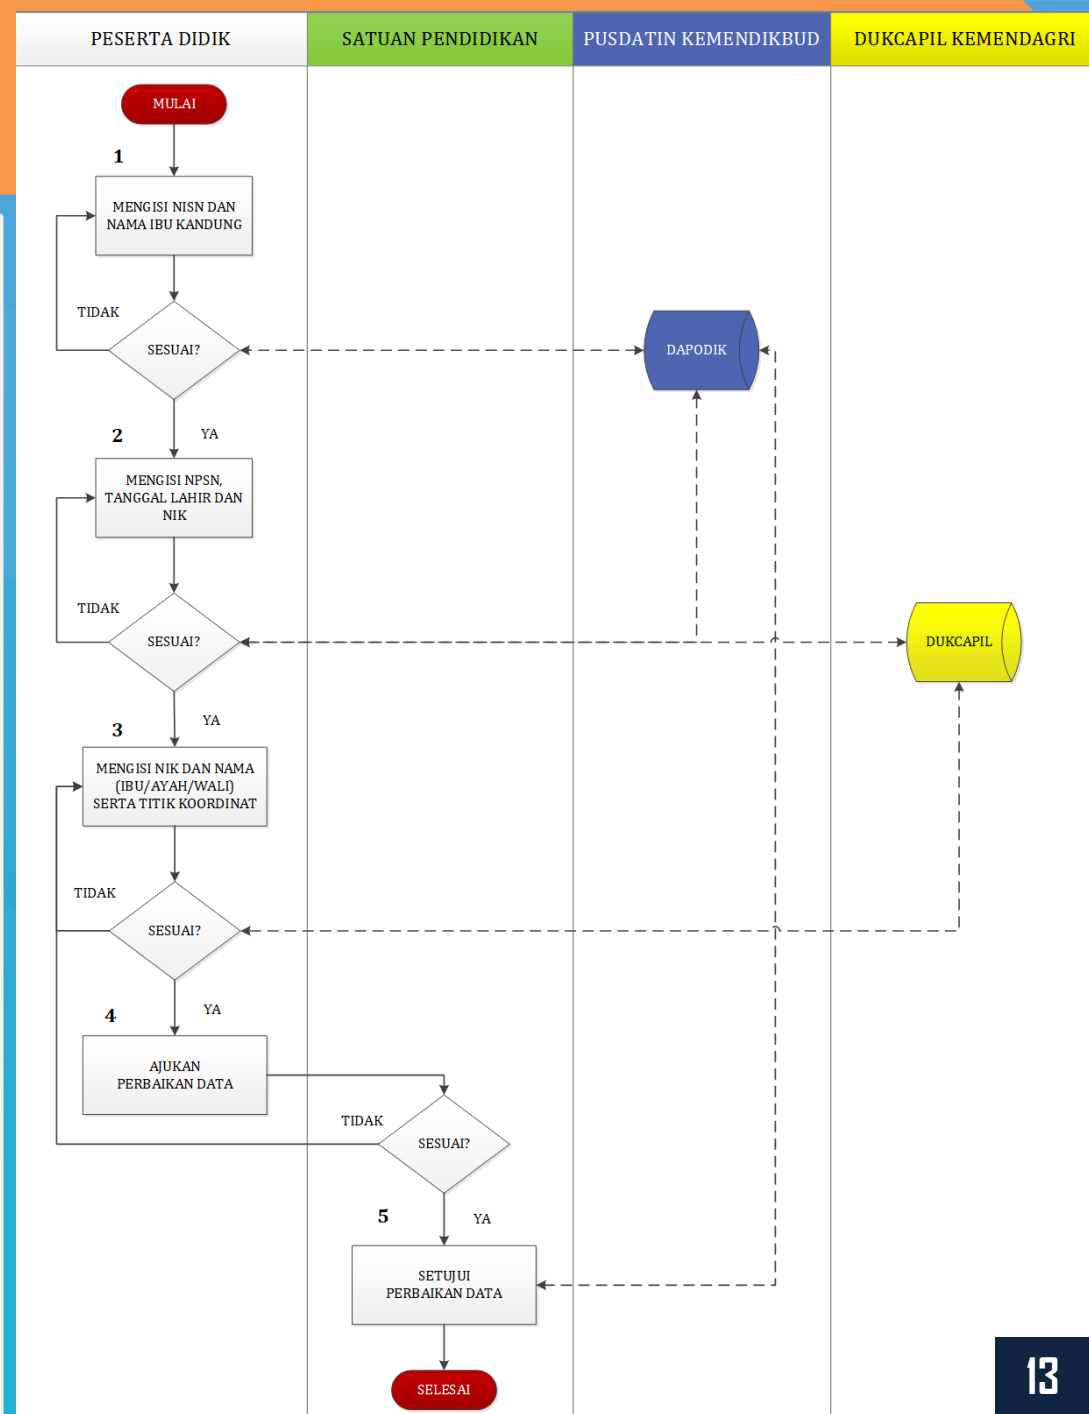 PESERTA DIDIK
SATUAN PENDIDIKAN
PUSDATIN KEMENDIKBUD
DUKCAPIL KEMENDAGRI
MULAI
1
MENGISI NISN DAN
NAMA IBU KANDUNG
TIDAK
SESUAI?
DAPODIK
YA
2
MENGISI NPSN,
TANGGAL LAHIR DAN
NIK
TIDAK
SESUAI?
DUKCAPIL
YA
3
MENGISI NIK DAN NAMA
(IBU/AYAH/WALI)
SERTA TITIK KOORDINAT
TIDAK
SESUAI?
YA
4
AJUKAN
PERBAIKAN DATA
TIDAK
SESUAI?
5
YA
SETUJUI
PERBAIKAN DATA
SELESAI
13